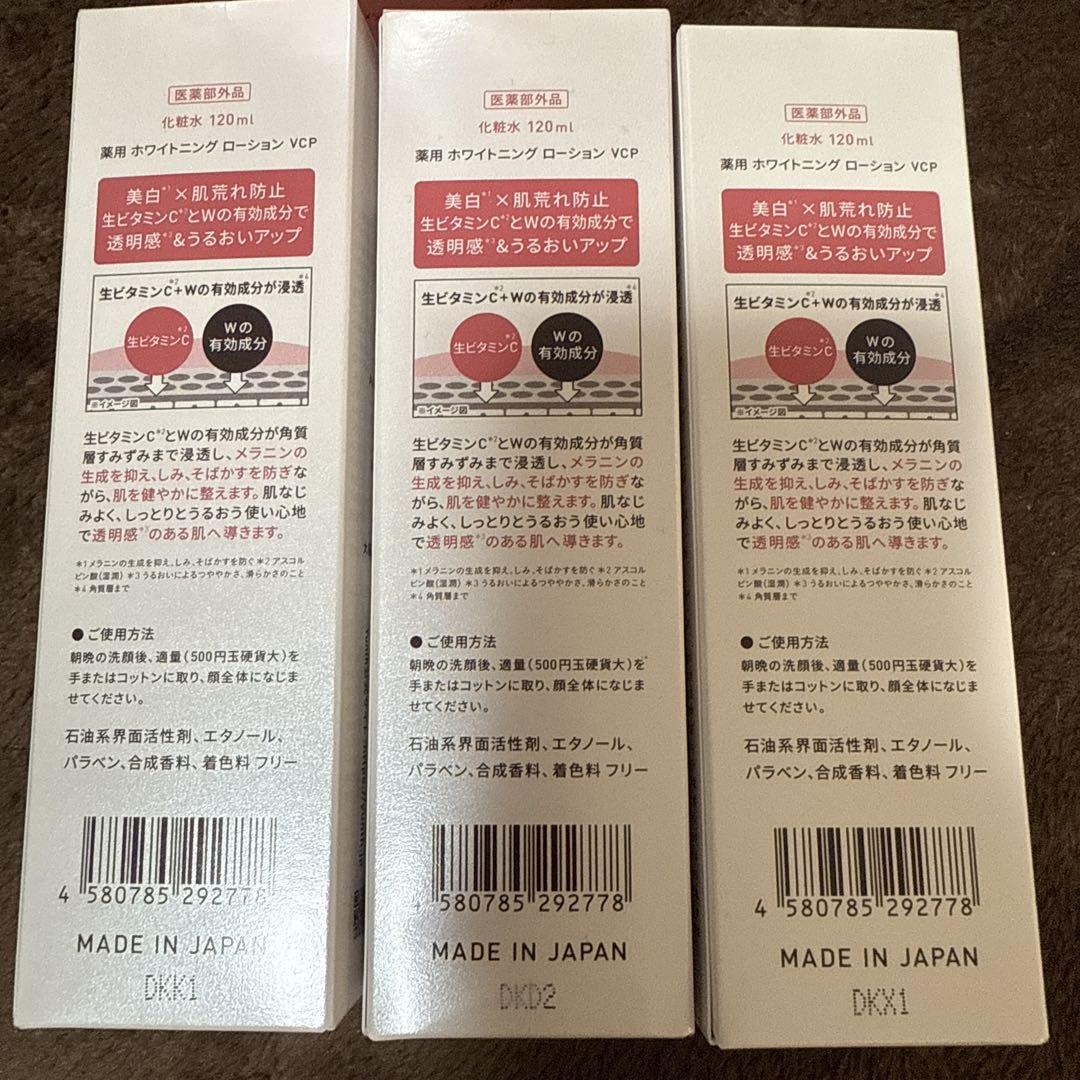 医薬部外品
化粧水 120ml
薬用 ホワイトニング ローション VCP
美白*1×肌荒れ防止
生ビタミンC*2とWの有効成分で
透明感*3&うるおいアップ
生ビタミンC*2+Wの有効成分が浸透*4
生ビタミンC*2
Wの
有効成分
※イメージ図
生ビタミンC*2とWの有効成分が角質
層すみずみまで浸透し、メラニンの
生成を抑え、しみ、そばかすを防ぎな
がら、肌を健やかに整えます。肌なじ
みよく、しっとりとうるおう使い心地
で透明感*3のある肌へ導きます。
*1メラニンの生成を抑え、しみ、そばかすを防ぐ *2 アスコル
ビン酸(湿潤) *3 うるおいによるつややかさ、滑らかさのこと
*4 角質層まで
● ご使用方法
朝晩の洗顔後、適量(500円玉硬貨大)を
手またはコットンに取り、顔全体になじま
せてください。
石油系界面活性剤、エタノール、
パラベン、合成香料、着色料 フリー
4 580785 292778
MADE IN JAPAN
DKK1
医薬部外品
化粧水 120ml
薬用 ホワイトニング ローション VCP
美白*1×肌荒れ防止
生ビタミンC*2とWの有効成分で
透明感*3&うるおいアップ
生ビタミンC*2+Wの有効成分が浸透*4
生ビタミンC*2
Wの
有効成分
※イメージ図
生ビタミンC*2とWの有効成分が角質
層すみずみまで浸透し、メラニンの
生成を抑え、しみ、そばかすを防ぎな
がら、肌を健やかに整えます。肌なじ
みよく、しっとりとうるおう使い心地
で透明感*3のある肌へ導きます。
*1メラニンの生成を抑え、しみ、そばかすを防ぐ *2 アスコル
ビン酸(湿潤) *3 うるおいによるつややかさ、滑らかさのこと
*4 角質層まで
● ご使用方法
朝晩の洗顔後、適量(500円玉硬貨大)を
手またはコットンに取り、顔全体になじま
せてください。
石油系界面活性剤、エタノール、
パラベン、合成香料、着色料 フリー
4 580785 292778
MADE IN JAPAN
DKD2
医薬部外品
化粧水 120ml
薬用 ホワイトニング ローション VCP
美白*1×肌荒れ防止
生ビタミンC*2とWの有効成分で
透明感*3&うるおいアップ
生ビタミンC*2+Wの有効成分が浸透*4
生ビタミンC*2
Wの
有効成分
※イメージ図
生ビタミンC*2とWの有効成分が角質
層すみずみまで浸透し、メラニンの
生成を抑え、しみ、そばかすを防ぎな
がら、肌を健やかに整えます。肌なじ
みよく、しっとりとうるおう使い心地
で透明感*3のある肌へ導きます。
*1メラニンの生成を抑え、しみ、そばかすを防ぐ *2 アスコル
ビン酸(湿潤) *3 うるおいによるつややかさ、滑らかさのこと
*4 角質層まで
● ご使用方法
朝晩の洗顔後、適量(500円玉硬貨大)を
手またはコットンに取り、顔全体になじま
せてください。
石油系界面活性剤、エタノール、
パラベン、合成香料、着色料 フリー
4 580785 292778
MADE IN JAPAN
DKX1